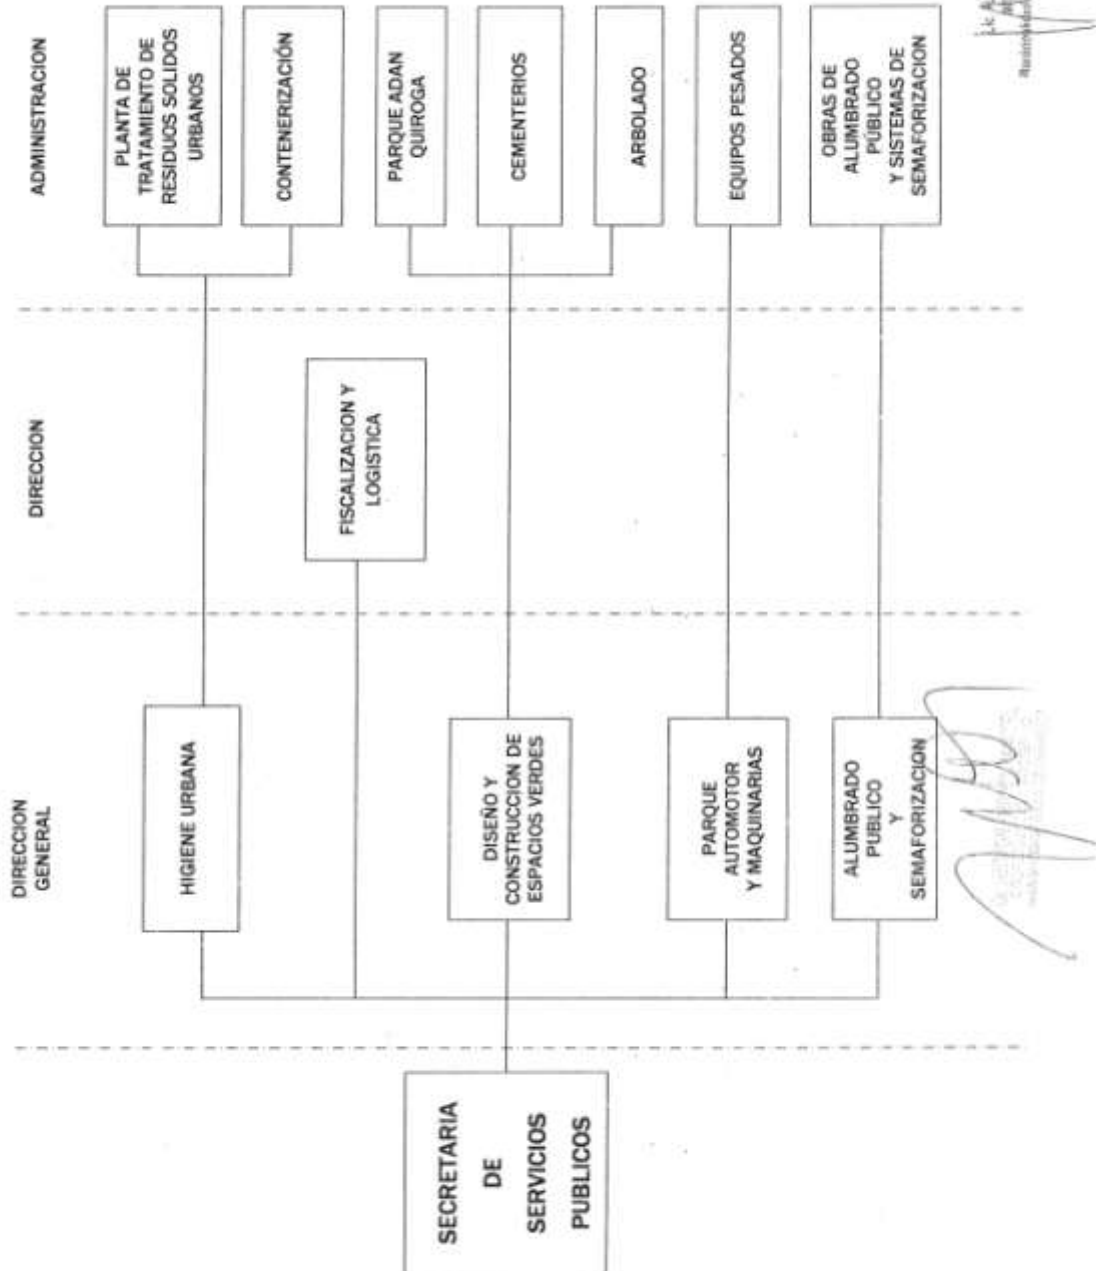 SECRETARIA
DE
SERVICIOS
PUBLICOS
DIRECCION
GENERAL
HIGIENE URBANA
DISEÑO Y
CONSTRUCCION DE
ESPACIOS VERDES
PARQUE
AUTOMOTOR
Y MAQUINARIAS
ALUMBRADO
PUBLICO
Y
SEMAFORIZACION
DIRECCION
FISCALIZACION Y
LOGISTICA
ADMINISTRACION
PLANTA DE
TRATAMIENTO DE
RESIDUOS SOLIDOS
URBANOS
CONTENERIZACIÓN
PARQUE ADAN
QUIROGA
CEMENTERIOS
ARBOLADO
EQUIPOS PESADOS
OBRAS DE
ALUMBRADO
PÚBLICO
Y SISTEMAS DE
SEMAFORIZACION